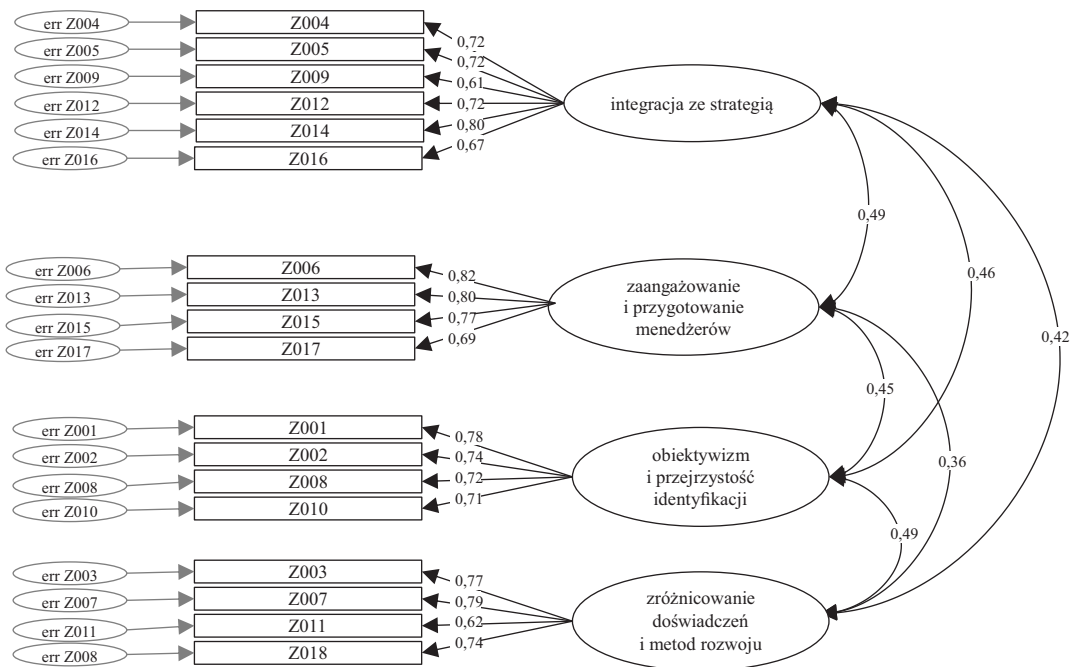 err Z004
Z004
0,72
err Z005
Z005
0,72
err Z009
Z009
0,61
err Z012
Z012
0,72
err Z014
Z014
0,80
err Z016
Z016
0,67
integracja ze strategią
err Z006
Z006
0,82
err Z013
Z013
0,80
err Z015
Z015
0,77
err Z017
Z017
0,69
zaangażowanie
i przygotowanie
menedżerów
err Z001
Z001
0,78
err Z002
Z002
0,74
err Z008
Z008
0,72
err Z010
Z010
0,71
obiektywizm
i przejrzystość
identyfikacji
err Z003
Z003
0,77
err Z007
Z007
0,79
err Z011
Z011
0,62
err Z008
Z018
0,74
zróżnicowanie
doświadczeń
i metod rozwoju
0,49
0,46
0,42
0,45
0,36
0,49